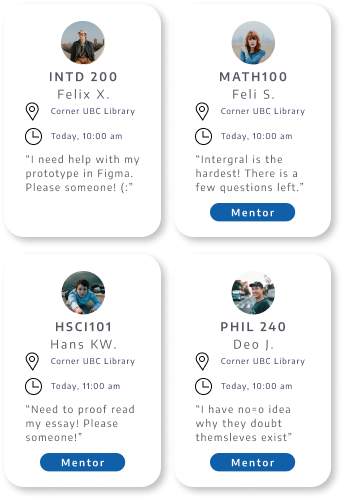 INTD 200
Felix X.
Corner UBC Library
Today, 10:00 am
“I need help with my
prototype in Figma.
Please someone! (:”
MATH100
Feli S.
Corner UBC Library
Today, 10:00 am
“Intergral is the
hardest! There is a
few questions left.”
Mentor
HSCI101
Hans KW.
Corner UBC Library
Today, 11:00 am
“Need to proof read
my essay! Please
someone!”
Mentor
PHIL 240
Deo J.
Corner UBC Library
Today, 10:00 am
“I have no=o idea
why they doubt
themsleves exist”
Mentor